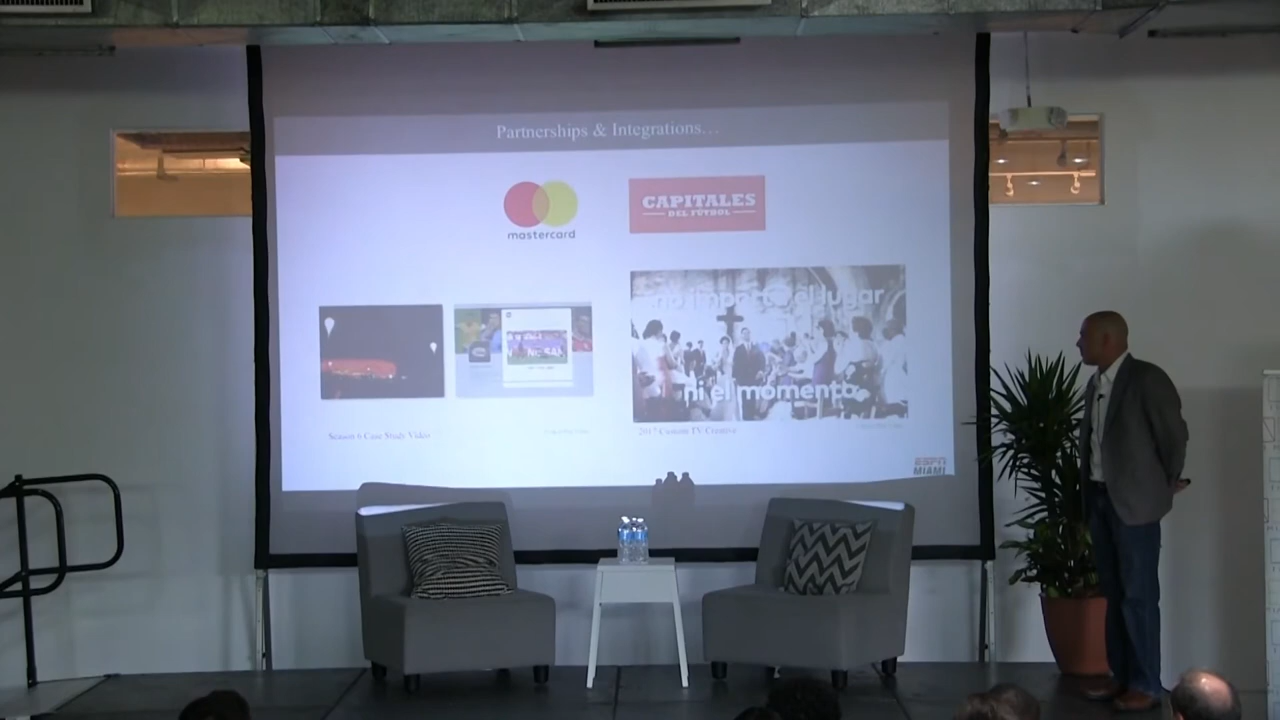 Partnerships & Integrations…
mastercard
CAPITALES
DEL FÚTBOL
no importa el lugar
ni el momento
Season 6 Case Study Video
2017 Custom TV Creative
ESPN
MIAMI